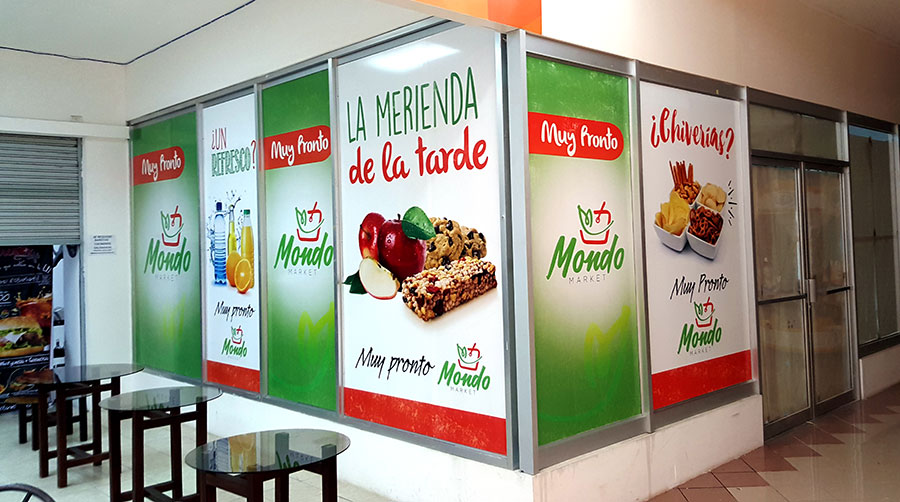 Muy Pronto
Mondo
MARKET
¿UN
REFRESCO?
Muy pronto
Mondo
MARKET
Muy Pronto
Mondo
MARKET
LA MERIENDA
de la tarde
Muy pronto
Mondo
MARKET
Muy Pronto
Mondo
MARKET
¿Chiverías?
Muy Pronto
Mondo
MARKET